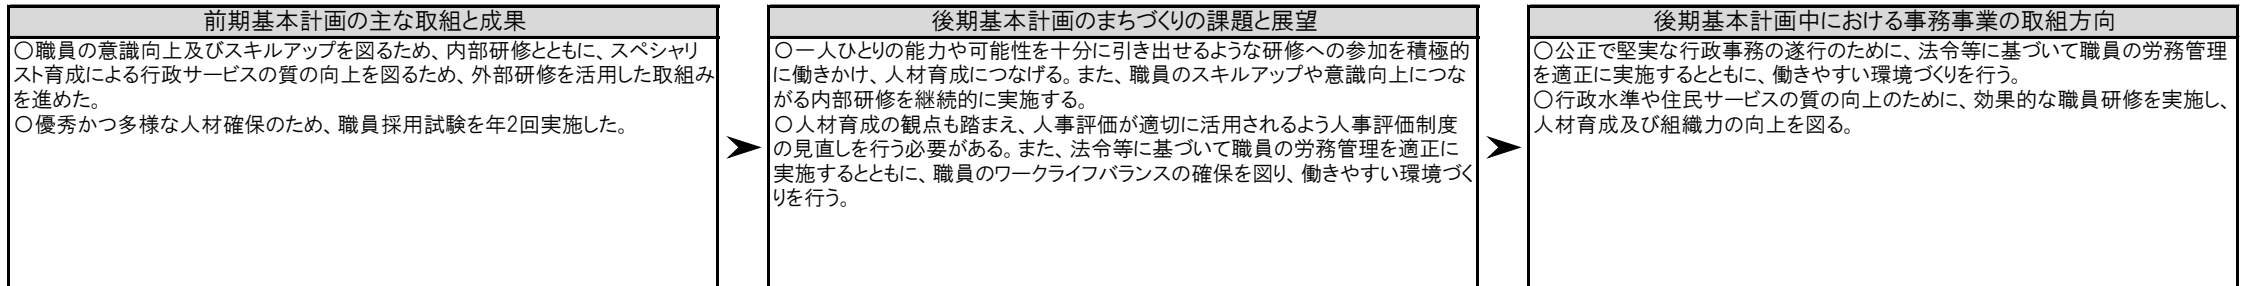 前期基本計画の主な取組と成果
〇職員の意識向上及びスキルアップを図るため、内部研修とともに、スペシャリ
スト育成による行政サービスの質の向上を図るため、外部研修を活用した取組み
を進めた。
〇優秀かつ多様な人材確保のため、職員採用試験を年2回実施した。
後期基本計画のまちづくりの課題と展望
〇一人ひとりの能力や可能性を十分に引き出せるような研修への参加を積極的
に働きかけ、人材育成につなげる。また、職員のスキルアップや意識向上につな
がる内部研修を継続的に実施する。
〇人材育成の観点も踏まえ、人事評価が適切に活用されるよう人事評価制度
の見直しを行う必要がある。また、法令等に基づいて職員の労務管理を適正に
実施するとともに、職員のワークライフバランスの確保を図り、働きやすい環境づく
りを行う。
後期基本計画中における事務事業の取組方向
〇公正で堅実な行政事務の遂行のために、法令等に基づいて職員の労務管理
を適正に実施するとともに、働きやすい環境づくりを行う。
〇行政水準や住民サービスの質の向上のために、効果的な職員研修を実施し、
人材育成及び組織力の向上を図る。